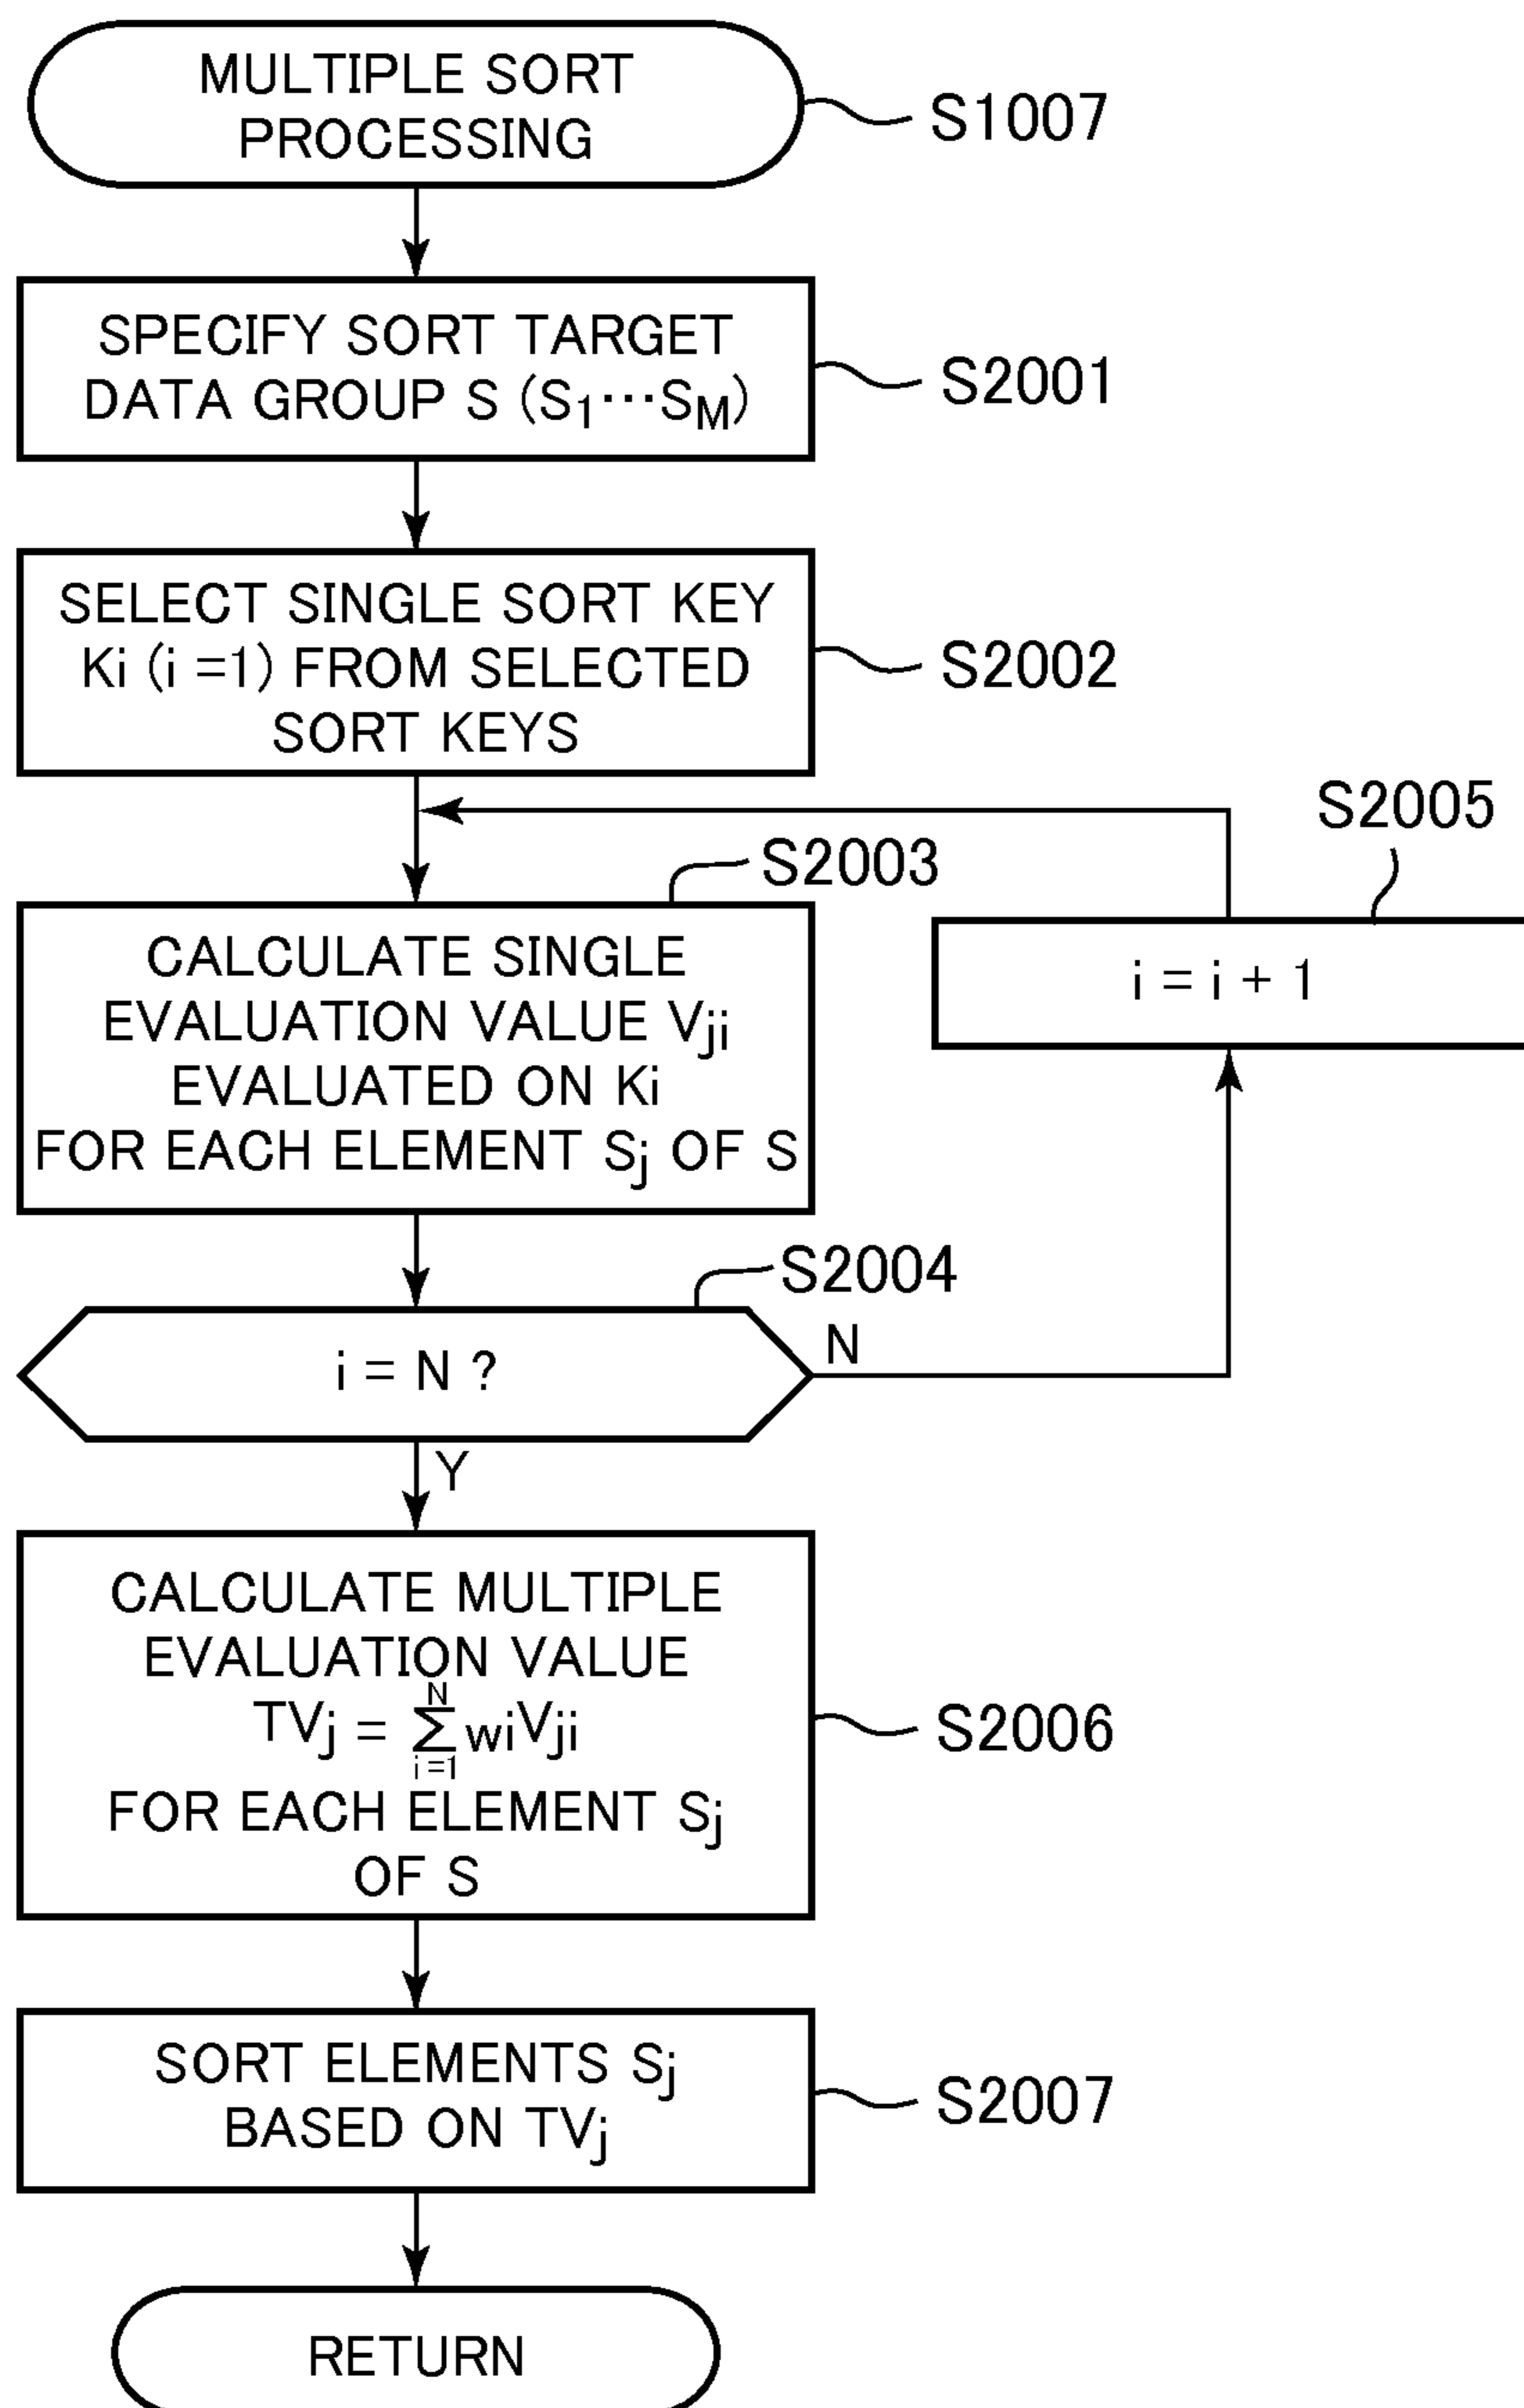 MULTIPLE SORT
PROCESSING
S1007
SPECIFY SORT TARGET
DATA GROUP S (S1···SM)
S2001
SELECT SINGLE SORT KEY
Ki (i =1) FROM SELECTED
SORT KEYS
S2002
S2005
S2003
CALCULATE SINGLE
EVALUATION VALUE Vji
EVALUATED ON Ki
FOR EACH ELEMENT Sj OF S
i = i + 1
S2004
i = N ?
N
Y
CALCULATE MULTIPLE
EVALUATION VALUE
TVj = ∑_{i=1}^{N} wiVji
FOR EACH ELEMENT Sj
OF S
S2006
SORT ELEMENTS Sj
BASED ON TVj
S2007
RETURN